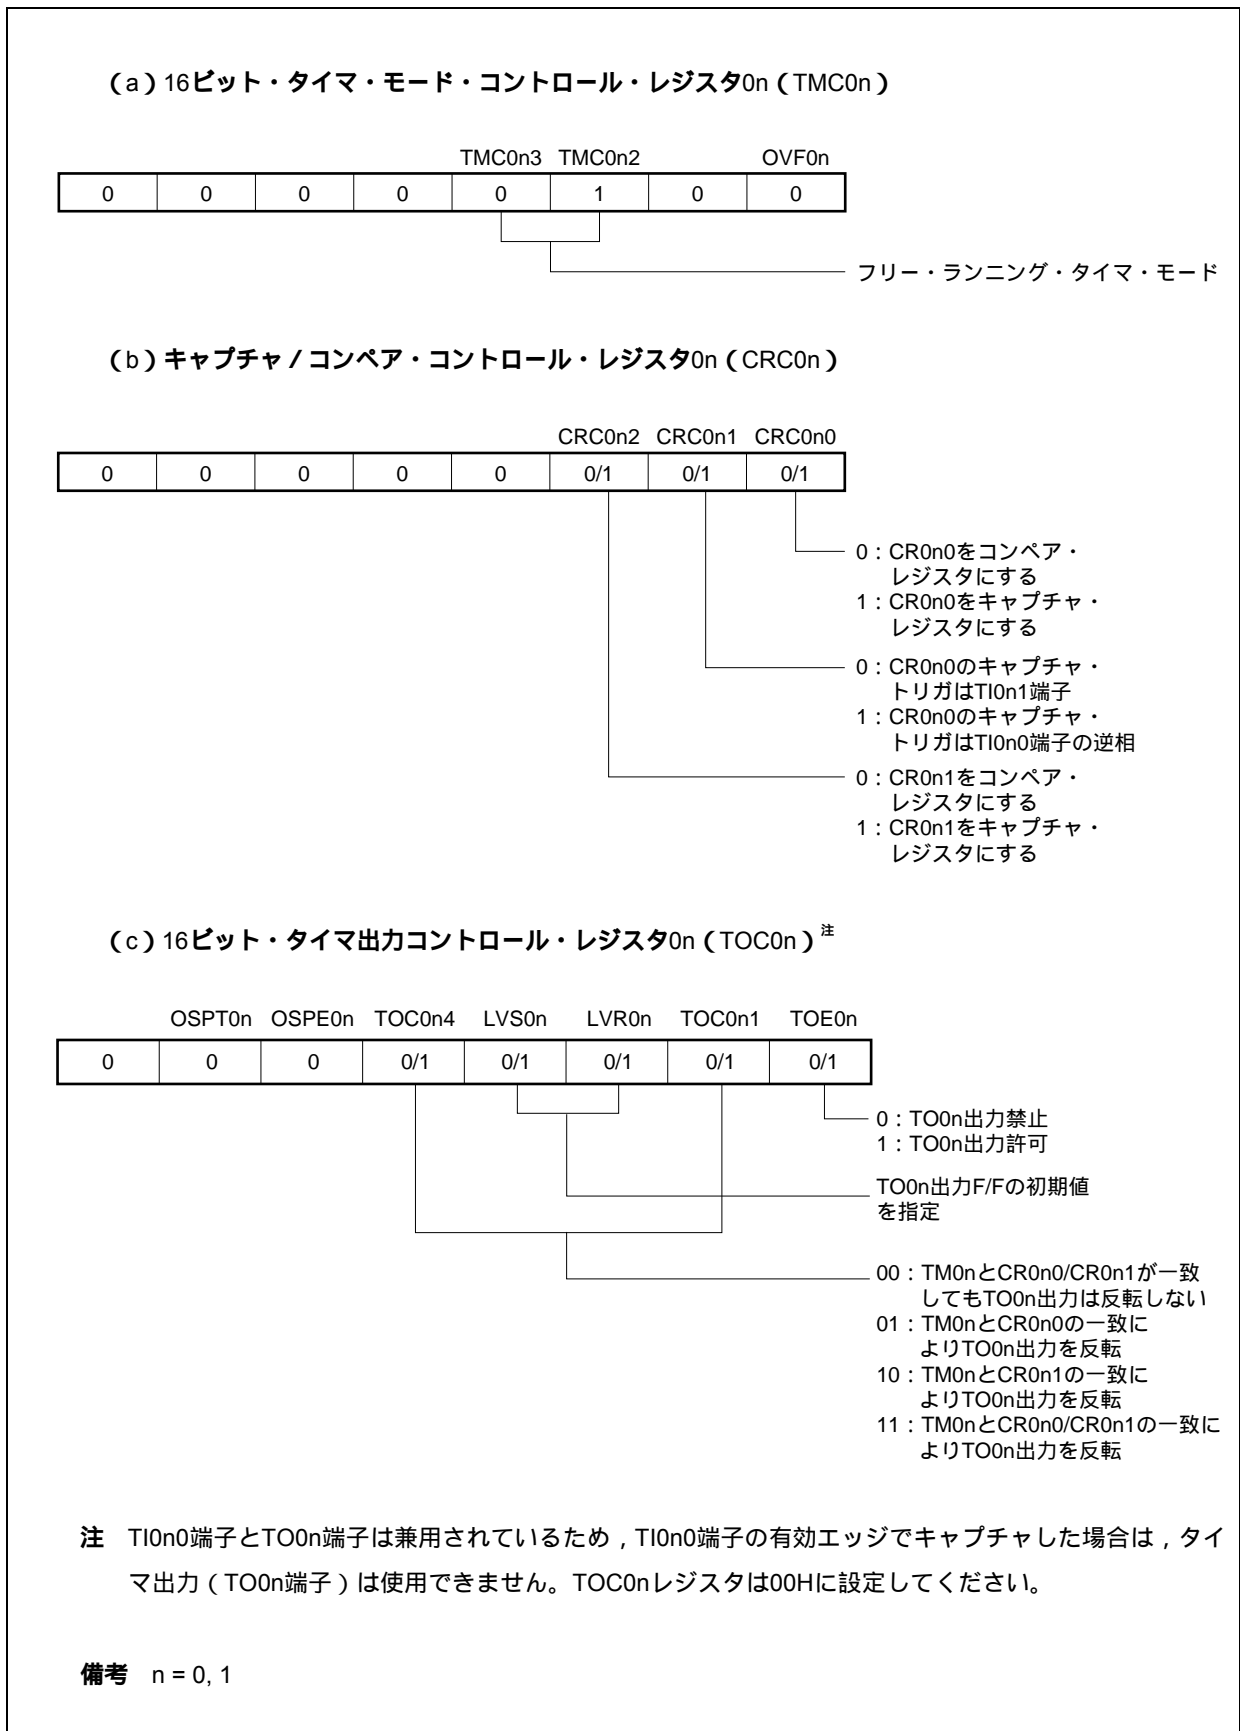 （a）16ビット・タイマ・モード・コントロール・レジスタ0n（TMC0n）
TMC0n3 TMC0n2 OVF0n
0 0 0 0 0 1 0 0
フリー・ランニング・タイマ・モード
（b）キャプチャ／コンペア・コントロール・レジスタ0n（CRC0n）
CRC0n2 CRC0n1 CRC0n0
0 0 0 0 0 0/1 0/1 0/1
0：CR0n0をコンペア・
レジスタにする
1：CR0n0をキャプチャ・
レジスタにする
0：CR0n0のキャプチャ・
トリガはTI0n1端子
1：CR0n0のキャプチャ・
トリガはTI0n0端子の逆相
0：CR0n1をコンペア・
レジスタにする
1：CR0n1をキャプチャ・
レジスタにする
（c）16ビット・タイマ出力コントロール・レジスタ0n（TOC0n）注
OSPT0n OSPE0n TOC0n4 LVS0n LVR0n TOC0n1 TOE0n
0 0 0 0/1 0/1 0/1 0/1 0/1
0：TO0n出力禁止
1：TO0n出力許可
TO0n出力F/Fの初期値
を指定
00：TM0nとCR0n0/CR0n1が一致
してもTO0n出力は反転しない
01：TM0nとCR0n0の一致に
よりTO0n出力を反転
10：TM0nとCR0n1の一致に
よりTO0n出力を反転
11：TM0nとCR0n0/CR0n1の一致に
よりTO0n出力を反転
注 TI0n0端子とTO0n端子は兼用されているため，TI0n0端子の有効エッジでキャプチャした場合は，タイ
マ出力（TO0n端子）は使用できません。TOC0nレジスタは00Hに設定してください。
備考 n = 0, 1